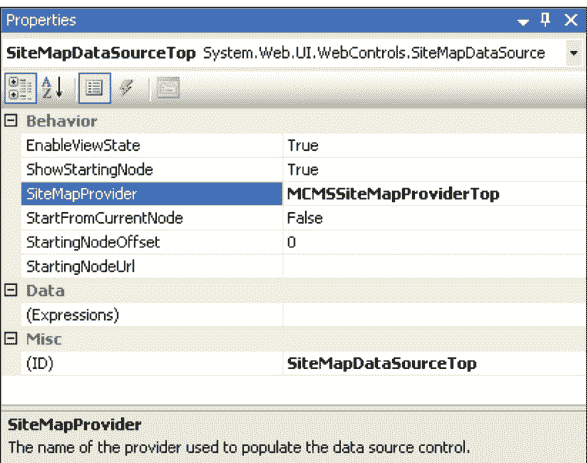 Properties
SiteMapDataSourceTop System.Web.UI.WebControls.SiteMapDataSource
A
Z
Behavior
EnableViewState True
ShowStartingNode True
SiteMapProvider MCMSSiteMapProviderTop
StartFromCurrentNode False
StartingNodeOffset 0
StartingNodeUrl
Data
(Expressions)
Misc
(ID) SiteMapDataSourceTop
SiteMapProvider
The name of the provider used to populate the data source control.